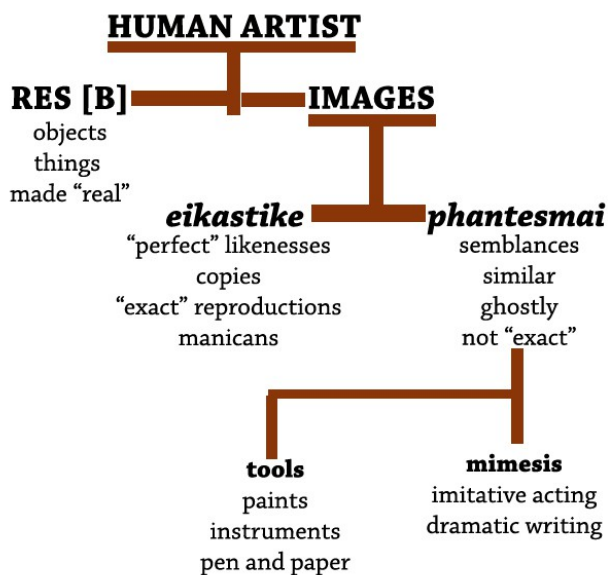 HUMAN ARTIST
RES [B]
objects
things
made “real”
IMAGES
eikastike
“perfect” likenesses
copies
“exact” reproductions
manicans
phantesmai
semblances
similar
ghostly
not “exact”
tools
paints
instruments
pen and paper
mimesis
imitative acting
dramatic writing